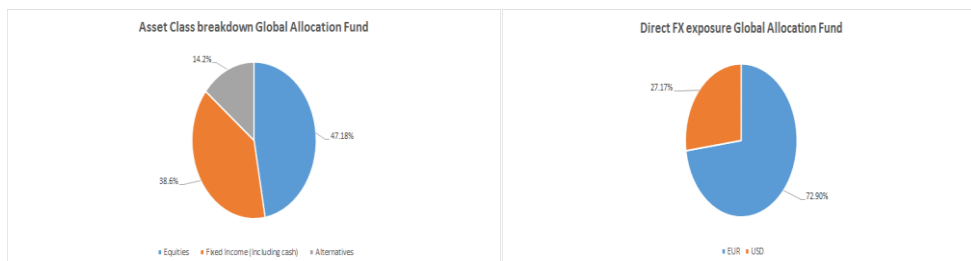 Asset Class breakdown Global Allocation Fund
14.2%
47.18%
38.6%
Equities Fixed Income (Including cash) Alternatives
Direct FX exposure Global Allocation Fund
27.17%
72.90%
EUR USD